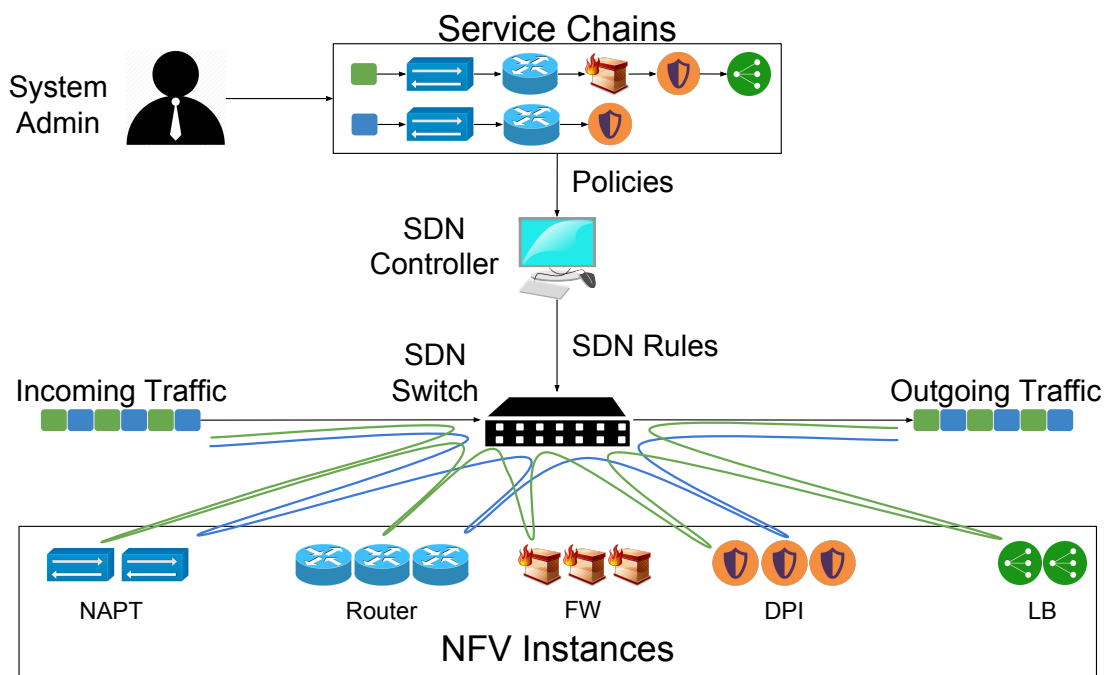 Service Chains
System
Admin
Policies
SDN
Controller
SDN Rules
SDN
Switch
Incoming Traffic
Outgoing Traffic
NAPT
Router
FW
DPI
LB
NFV Instances